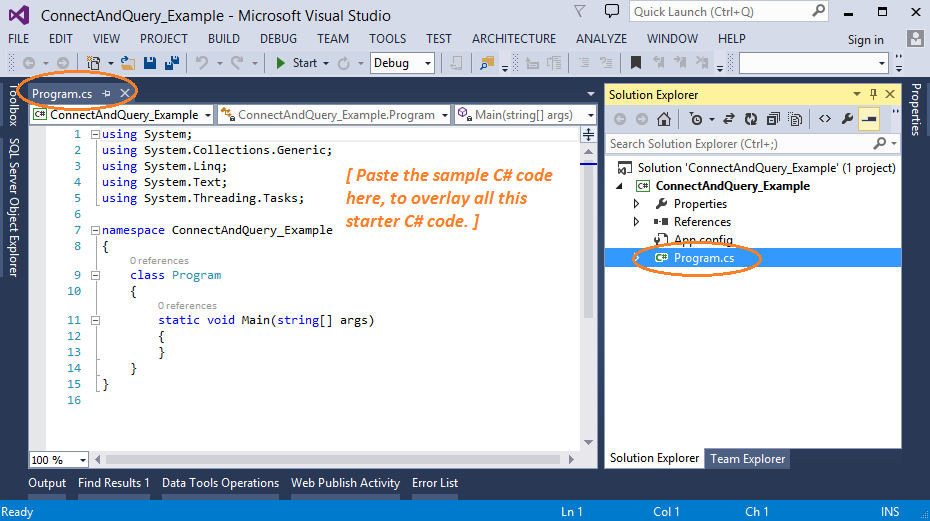 ConnectAndQuery_Example - Microsoft Visual Studio
Quick Launch (Ctrl+Q)
FILE EDIT VIEW PROJECT BUILD DEBUG TEAM TOOLS TEST ARCHITECTURE ANALYZE WINDOW HELP Sign in
Start Debug
Toolbox
SQL Server Object Explorer
Program.cs
ConnectAndQuery_Example ConnectAndQuery_Example.Program Main(string[] args)
1 using System;
2 using System.Collections.Generic;
3 using System.Linq;
4 using System.Text;
5 using System.Threading.Tasks;
6
7 namespace ConnectAndQuery_Example
8 {
0 references
9 class Program
10 {
0 references
11 static void Main(string[] args)
12 {
13 }
14 }
15 }
16
[ Paste the sample C# code
here, to overlay all this
starter C# code. ]
100 %
Solution Explorer
Search Solution Explorer (Ctrl+;)
Solution 'ConnectAndQuery_Example' (1 project)
C# ConnectAndQuery_Example
Properties
References
App.config
C# Program.cs
Solution Explorer Team Explorer
Properties
Output Find Results 1 Data Tools Operations Web Publish Activity Error List
Ready Ln 1 Col 1 Ch 1 INS